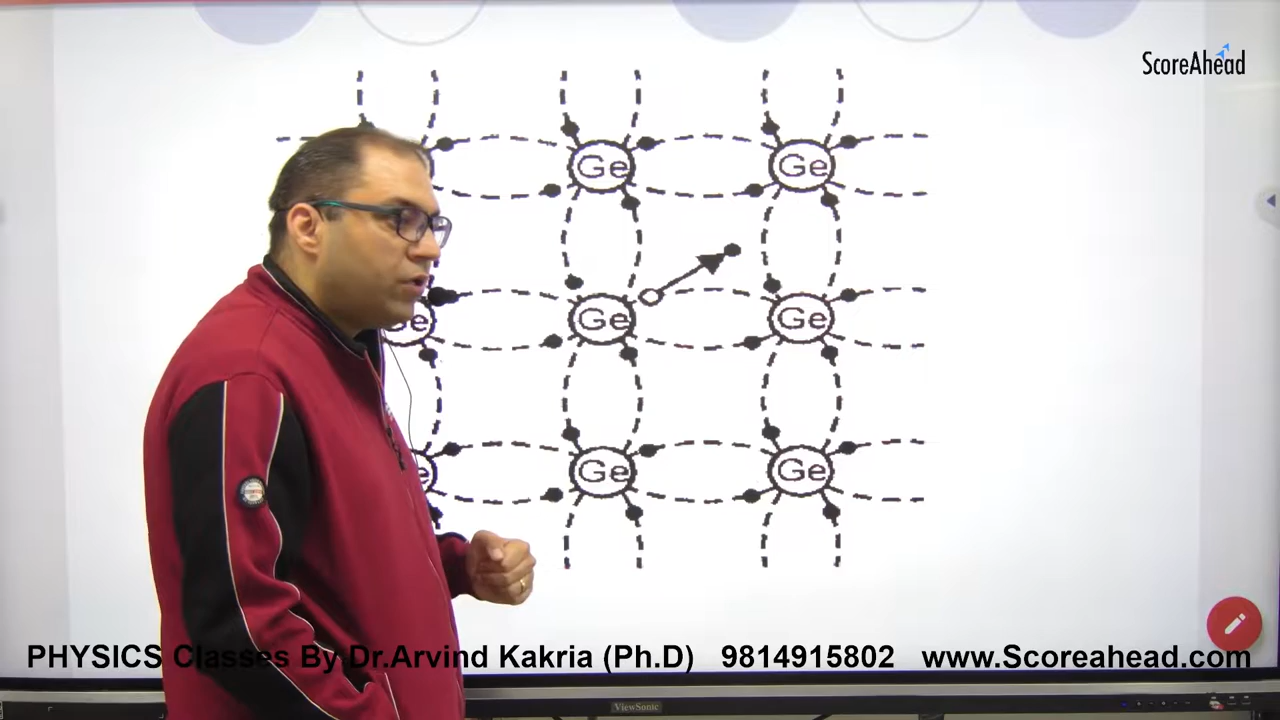 ScoreAhead
Ge Ge
Ge Ge Ge
Ge Ge
PHYSICS Classes By Dr.Arvind Kakria (Ph.D) 9814915802 www.Scoreahead.com
ViewSonic